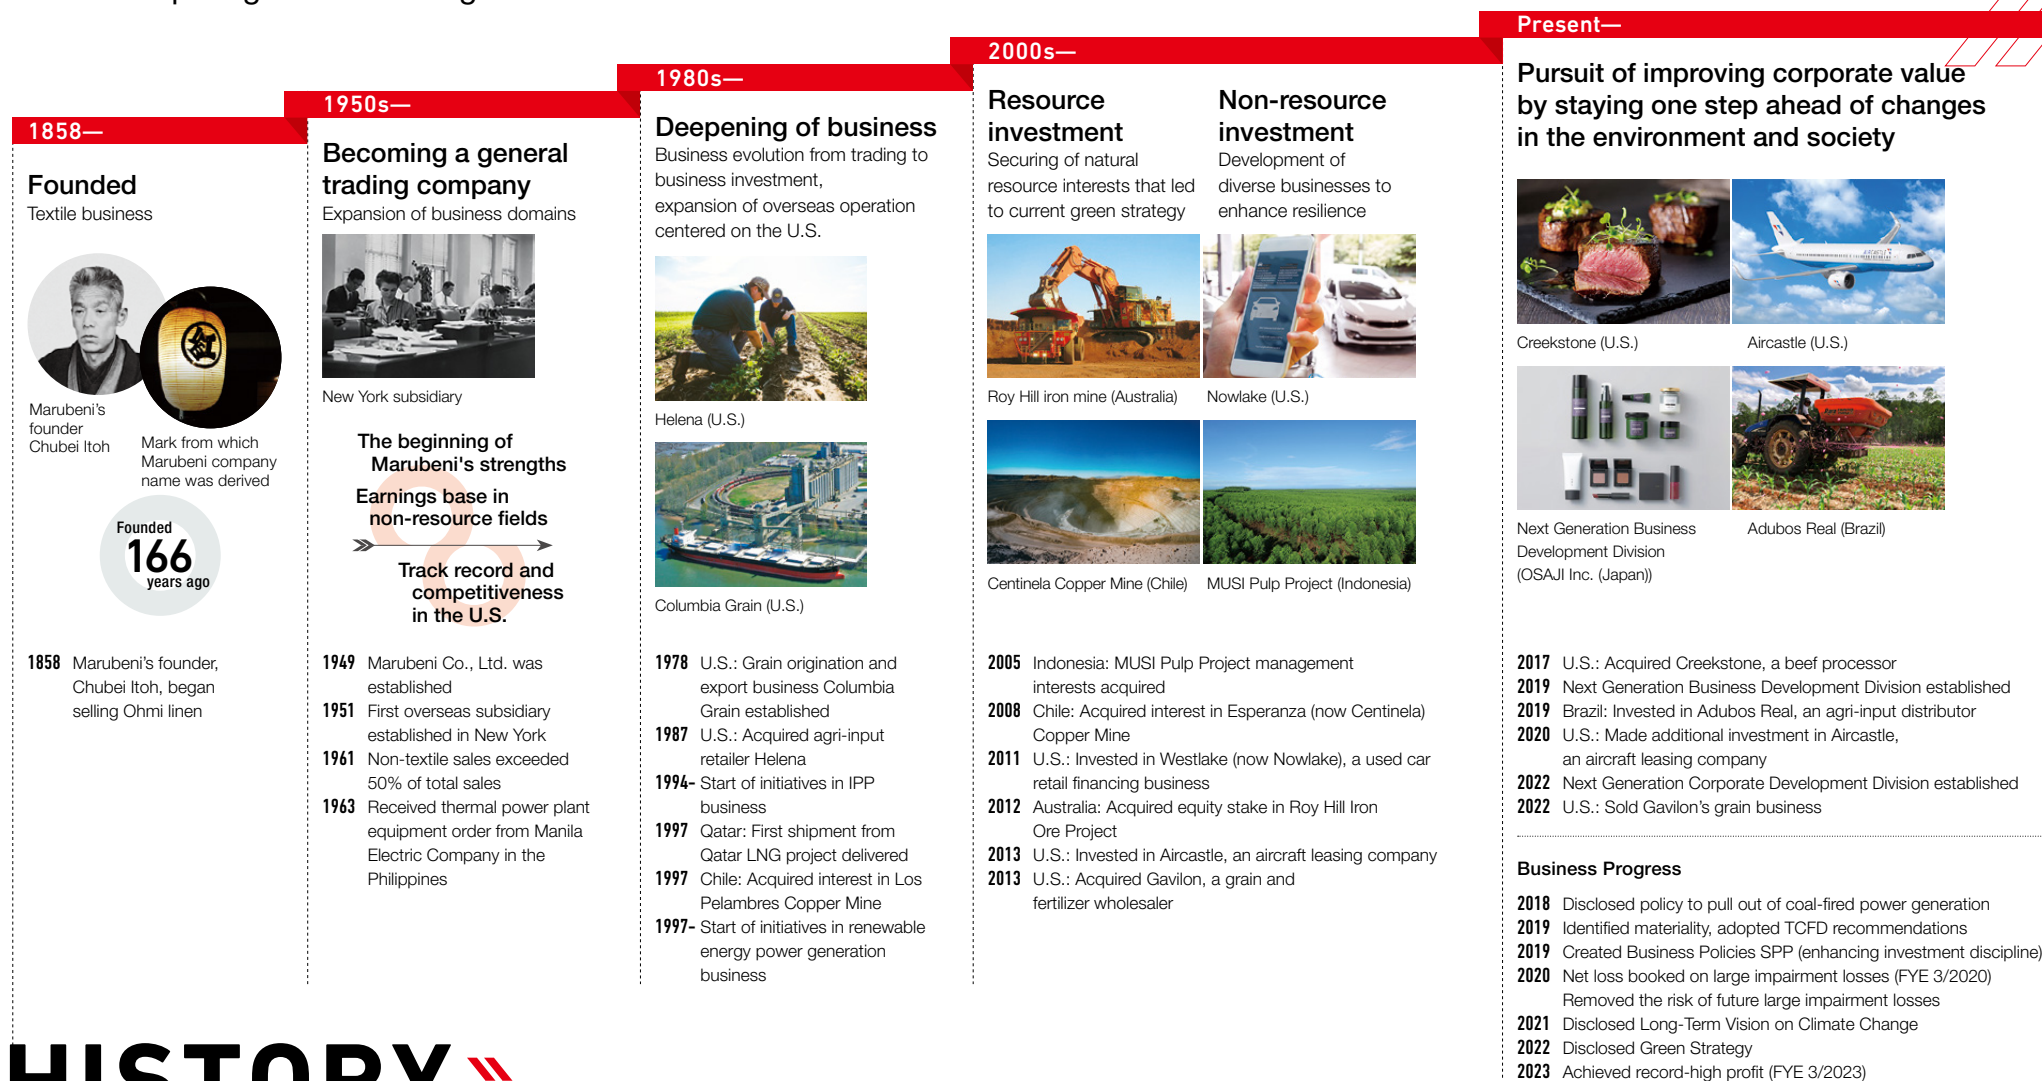 1858—
Founded
Textile business
紅
Marubeni’s
founder
Chubei Itoh
Mark from which
Marubeni company
name was derived
Founded
166
years ago
1858 Marubeni’s founder,
Chubei Itoh, began
selling Ohmi linen
1950s—
Becoming a general
trading company
Expansion of business domains
New York subsidiary
The beginning of
Marubeni's strengths
Earnings base in
non-resource fields
Track record and
competitiveness
in the U.S.
1949 Marubeni Co., Ltd. was
established
1951 First overseas subsidiary
established in New York
1961 Non-textile sales exceeded
50% of total sales
1963 Received thermal power plant
equipment order from Manila
Electric Company in the
Philippines
1980s—
Deepening of business
Business evolution from trading to
business investment,
expansion of overseas operation
centered on the U.S.
Helena (U.S.)
Columbia Grain (U.S.)
1978 U.S.: Grain origination and
export business Columbia
Grain established
1987 U.S.: Acquired agri-input
retailer Helena
1994- Start of initiatives in IPP
business
1997 Qatar: First shipment from
Qatar LNG project delivered
1997 Chile: Acquired interest in Los
Pelambres Copper Mine
1997- Start of initiatives in renewable
energy power generation
business
2000s—
Resource
investment
Securing of natural
resource interests that led
to current green strategy
Non-resource
investment
Development of
diverse businesses to
enhance resilience
Roy Hill iron mine (Australia)
Nowlake (U.S.)
Centinela Copper Mine (Chile)
MUSI Pulp Project (Indonesia)
2005 Indonesia: MUSI Pulp Project management
interests acquired
2008 Chile: Acquired interest in Esperanza (now Centinela)
Copper Mine
2011 U.S.: Invested in Westlake (now Nowlake), a used car
retail financing business
2012 Australia: Acquired equity stake in Roy Hill Iron
Ore Project
2013 U.S.: Invested in Aircastle, an aircraft leasing company
2013 U.S.: Acquired Gavilon, a grain and
fertilizer wholesaler
Present—
Pursuit of improving corporate value
by staying one step ahead of changes
in the environment and society
AIRCASTLE
Creekstone (U.S.)
Aircastle (U.S.)
Next Generation Business
Development Division
(OSAJI Inc. (Japan))
Adubos Real (Brazil)
2017 U.S.: Acquired Creekstone, a beef processor
2019 Next Generation Business Development Division established
2019 Brazil: Invested in Adubos Real, an agri-input distributor
2020 U.S.: Made additional investment in Aircastle,
an aircraft leasing company
2022 Next Generation Corporate Development Division established
2022 U.S.: Sold Gavilon’s grain business
Business Progress
2018 Disclosed policy to pull out of coal-fired power generation
2019 Identified materiality, adopted TCFD recommendations
2019 Created Business Policies SPP (enhancing investment discipline)
2020 Net loss booked on large impairment losses (FYE 3/2020)
Removed the risk of future large impairment losses
2021 Disclosed Long-Term Vision on Climate Change
2022 Disclosed Green Strategy
2023 Achieved record-high profit (FYE 3/2023)
HISTORY